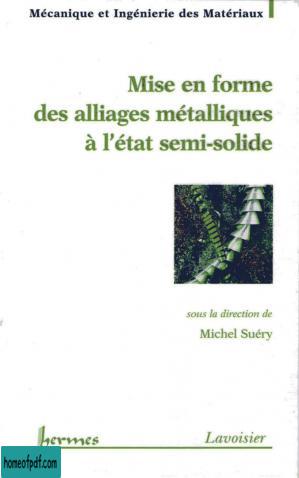 Mécanique et Ingénierie des Matériaux
Mise en forme
des alliages métalliques
à l'état semi-solide
sous la direction de
Michel Suéry
hermes
Lavoisier
homeofpdf.com